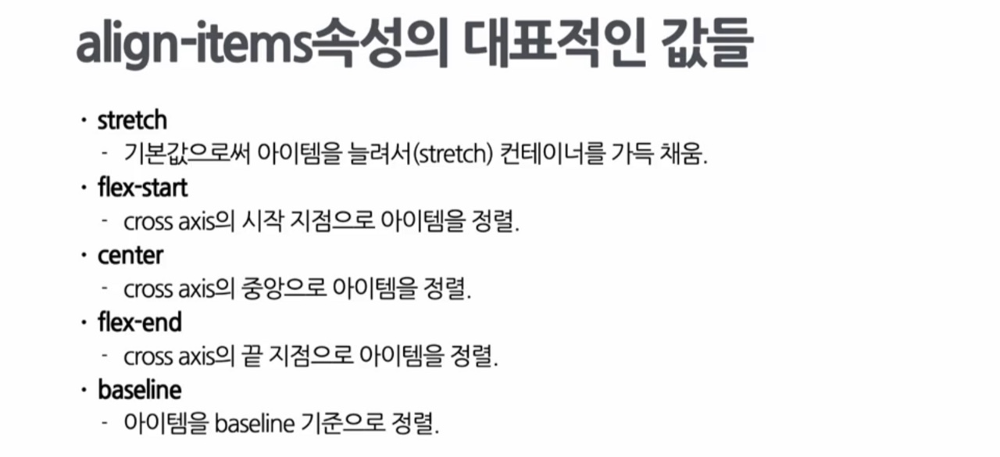 align-items속성의 대표적인 값들
· stretch
- 기본값으로써 아이템을 늘려서(stretch) 컨테이너를 가득 채움.
· flex-start
- cross axis의 시작 지점으로 아이템을 정렬.
· center
- cross axis의 중앙으로 아이템을 정렬.
· flex-end
- cross axis의 끝 지점으로 아이템을 정렬.
· baseline
- 아이템을 baseline 기준으로 정렬.